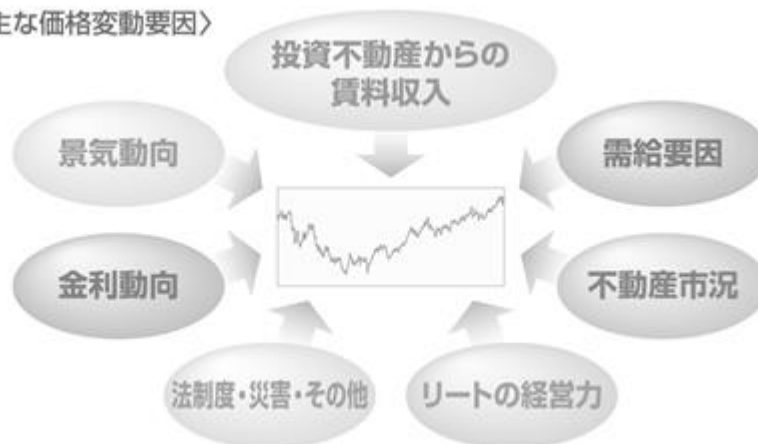 主な価格変動要因〉
投資不動産からの
賃料収入
景気動向
需給要因
金利動向
不動産市況
法制度・災害・その他
リートの経営力